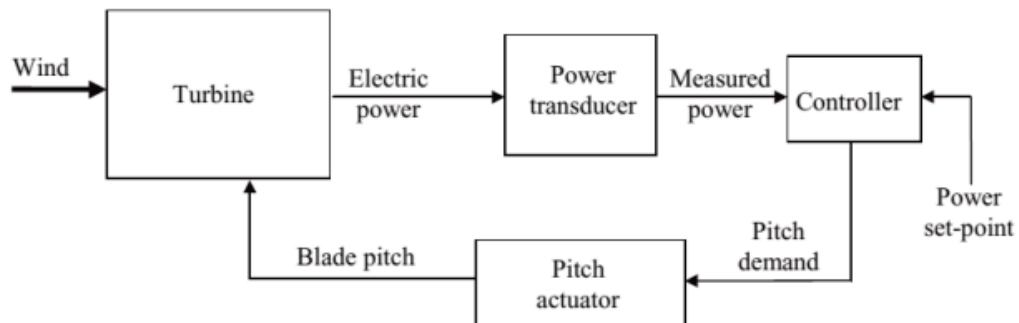 Wind
Turbine
Electric
power
Power
transducer
Measured
power
Controller
Power
set-point
Pitch
demand
Pitch
actuator
Blade pitch